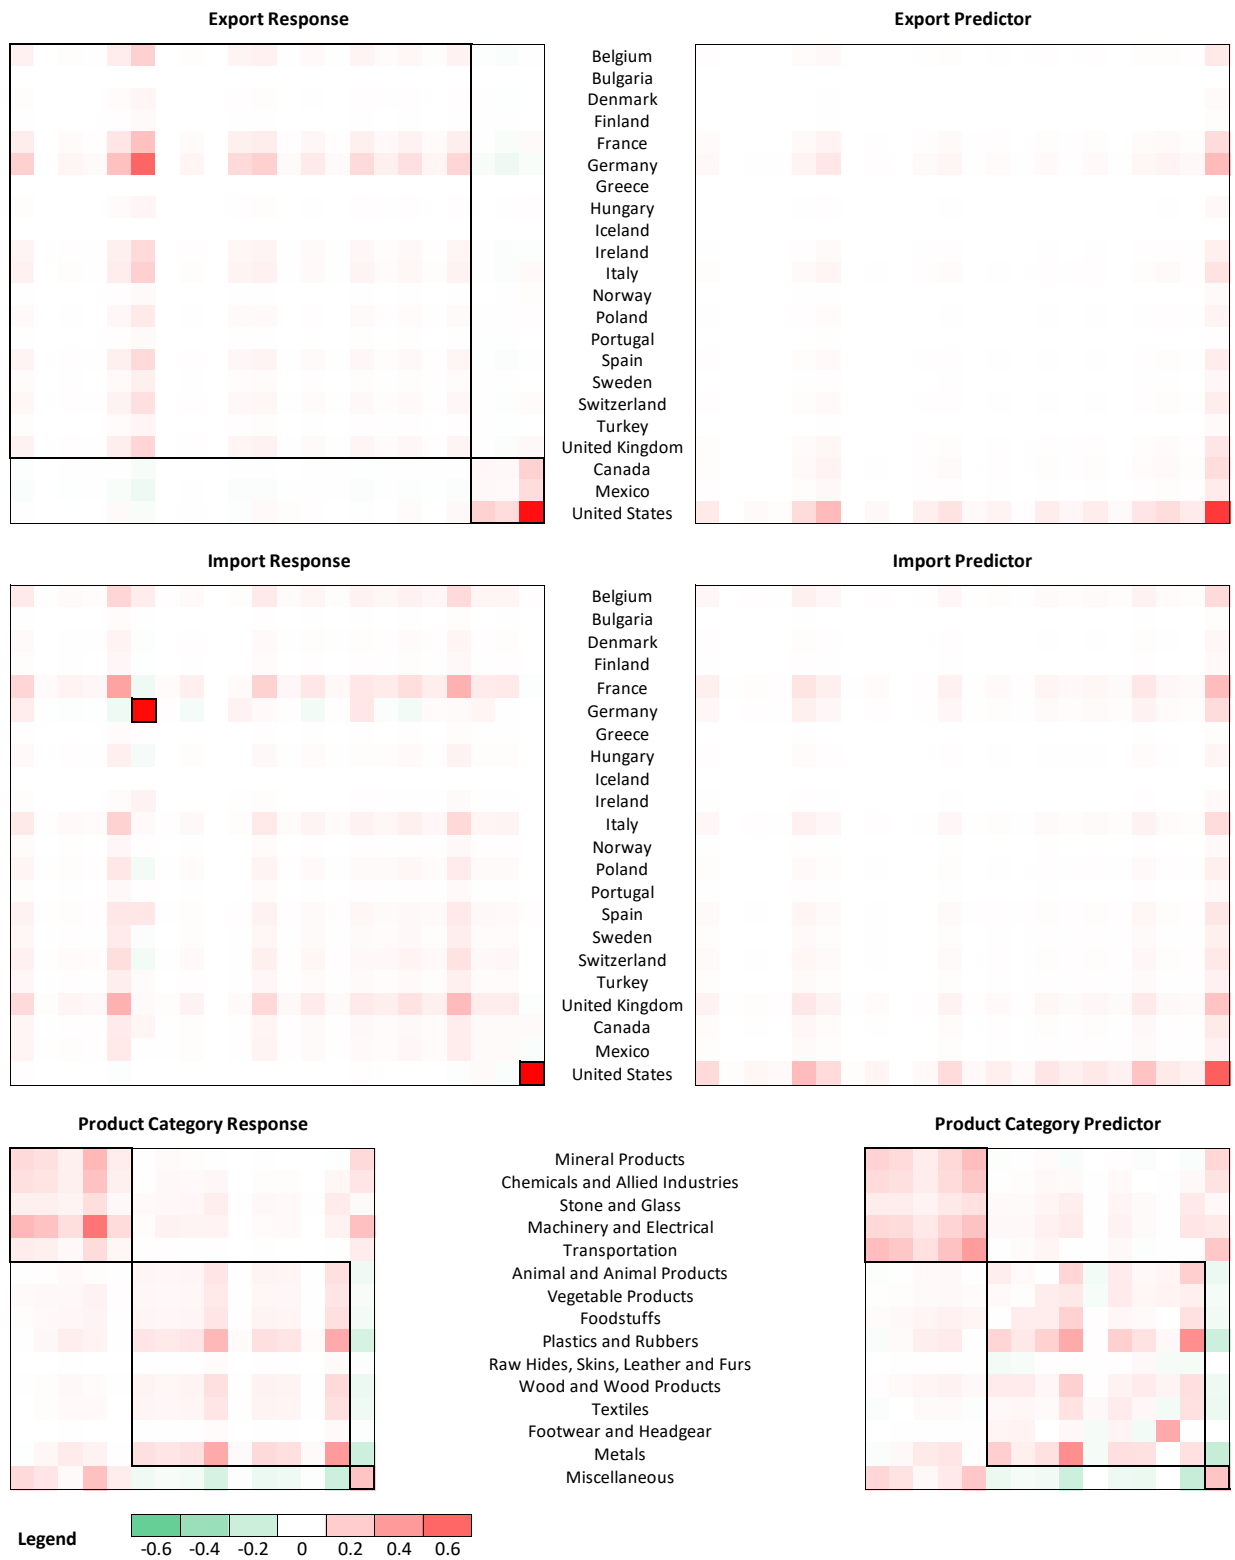 Export Response
Export Predictor
Belgium
Bulgaria
Denmark
Finland
France
Germany
Greece
Hungary
Iceland
Ireland
Italy
Norway
Poland
Portugal
Spain
Sweden
Switzerland
Turkey
United Kingdom
Canada
Mexico
United States
Import Response
Import Predictor
Belgium
Bulgaria
Denmark
Finland
France
Germany
Greece
Hungary
Iceland
Ireland
Italy
Norway
Poland
Portugal
Spain
Sweden
Switzerland
Turkey
United Kingdom
Canada
Mexico
United States
Product Category Response
Product Category Predictor
Mineral Products
Chemicals and Allied Industries
Stone and Glass
Machinery and Electrical
Transportation
Animal and Animal Products
Vegetable Products
Foodstuffs
Plastics and Rubbers
Raw Hides, Skins, Leather and Furs
Wood and Wood Products
Textiles
Footwear and Headgear
Metals
Miscellaneous
Legend
-0.6 -0.4 -0.2 0 0.2 0.4 0.6